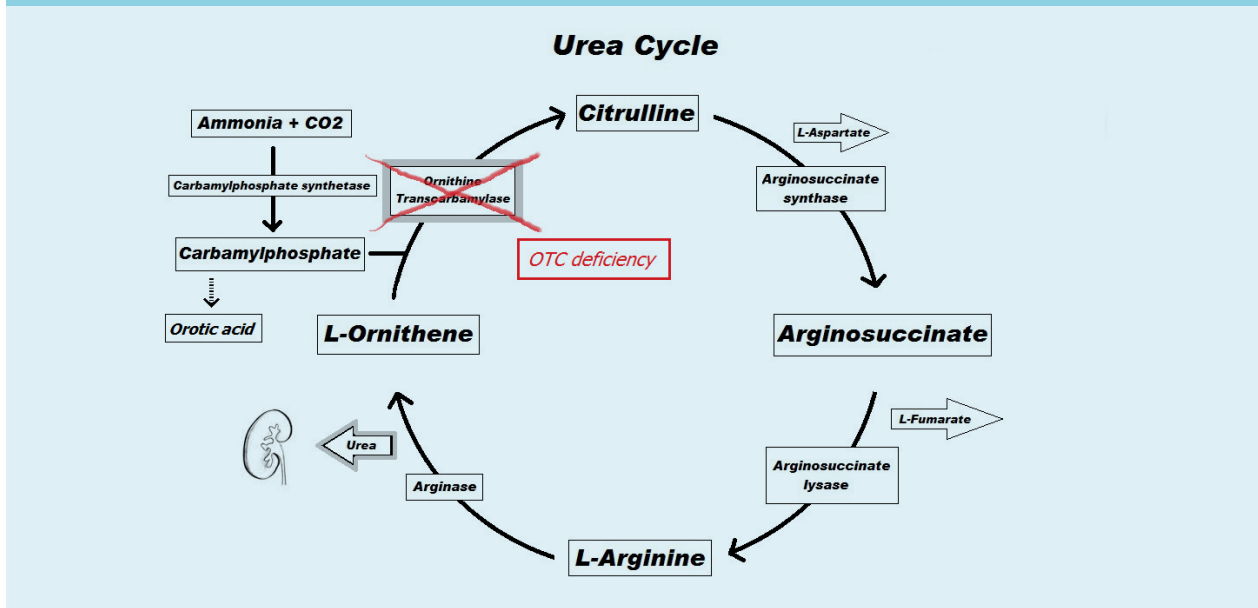 Urea Cycle
Citrulline
Ammonia + CO2
L-Aspartate
Carbamylphosphate synthetase
Ornithine
Transcarbamylase
Arginosuccinate
synthase
Carbamylphosphate
OTC deficiency
Orotic acid
L-Ornithene
Arginosuccinate
L-Fumarate
Urea
Arginase
Arginosuccinate
lysase
L-Arginine